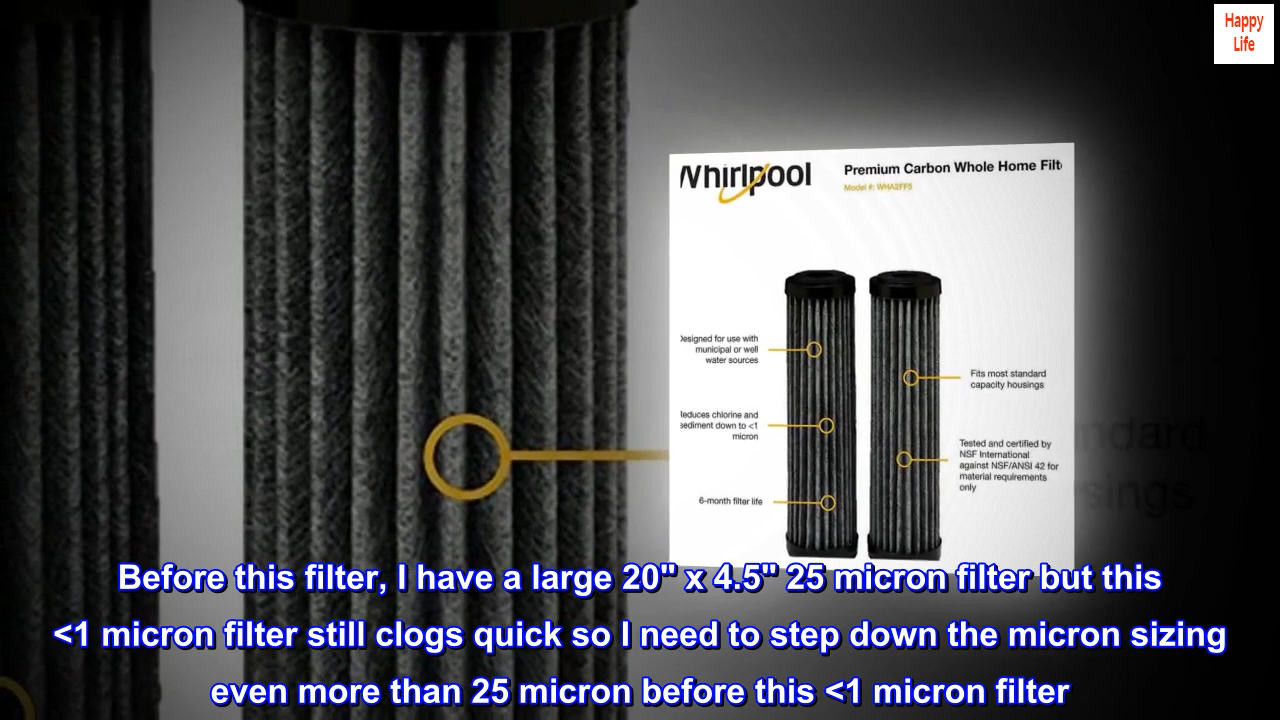 Happy
Life
Whirlpool
Premium Carbon Whole Home Filt
Model #: WHA2FF5
Designed for use with
municipal or well
water sources
Reduces chlorine and
sediment down to <1
micron
6-month filter life
Fits most standard
capacity housings
Tested and certified by
NSF International
against NSF/ANSI 42 for
material requirements
only
ndard
sings
Before this filter, I have a large 20" x 4.5" 25 micron filter but this
<1 micron filter still clogs quick so I need to step down the micron sizing
even more than 25 micron before this <1 micron filter